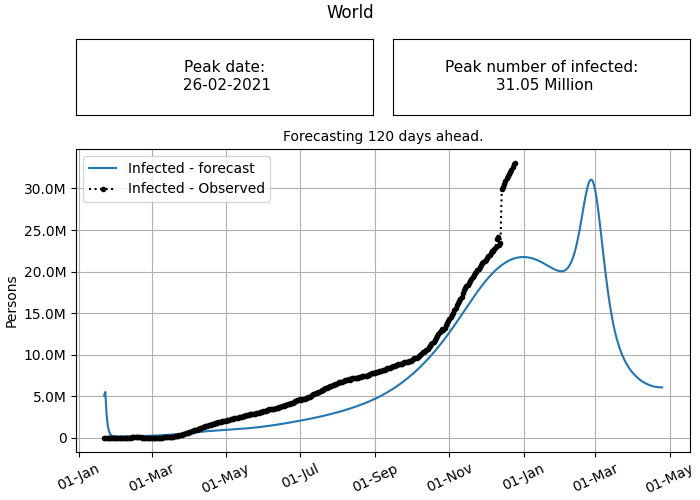 World
Peak date:
26-02-2021
Peak number of infected:
31.05 Million
Forecasting 120 days ahead.
Infected - forecast
Infected - Observed
Persons
30.0M
25.0M
20.0M
15.0M
10.0M
5.0M
0
01-Jan
01-Mar
01-May
01-Jul
01-Sep
01-Nov
01-Jan
01-Mar
01-May